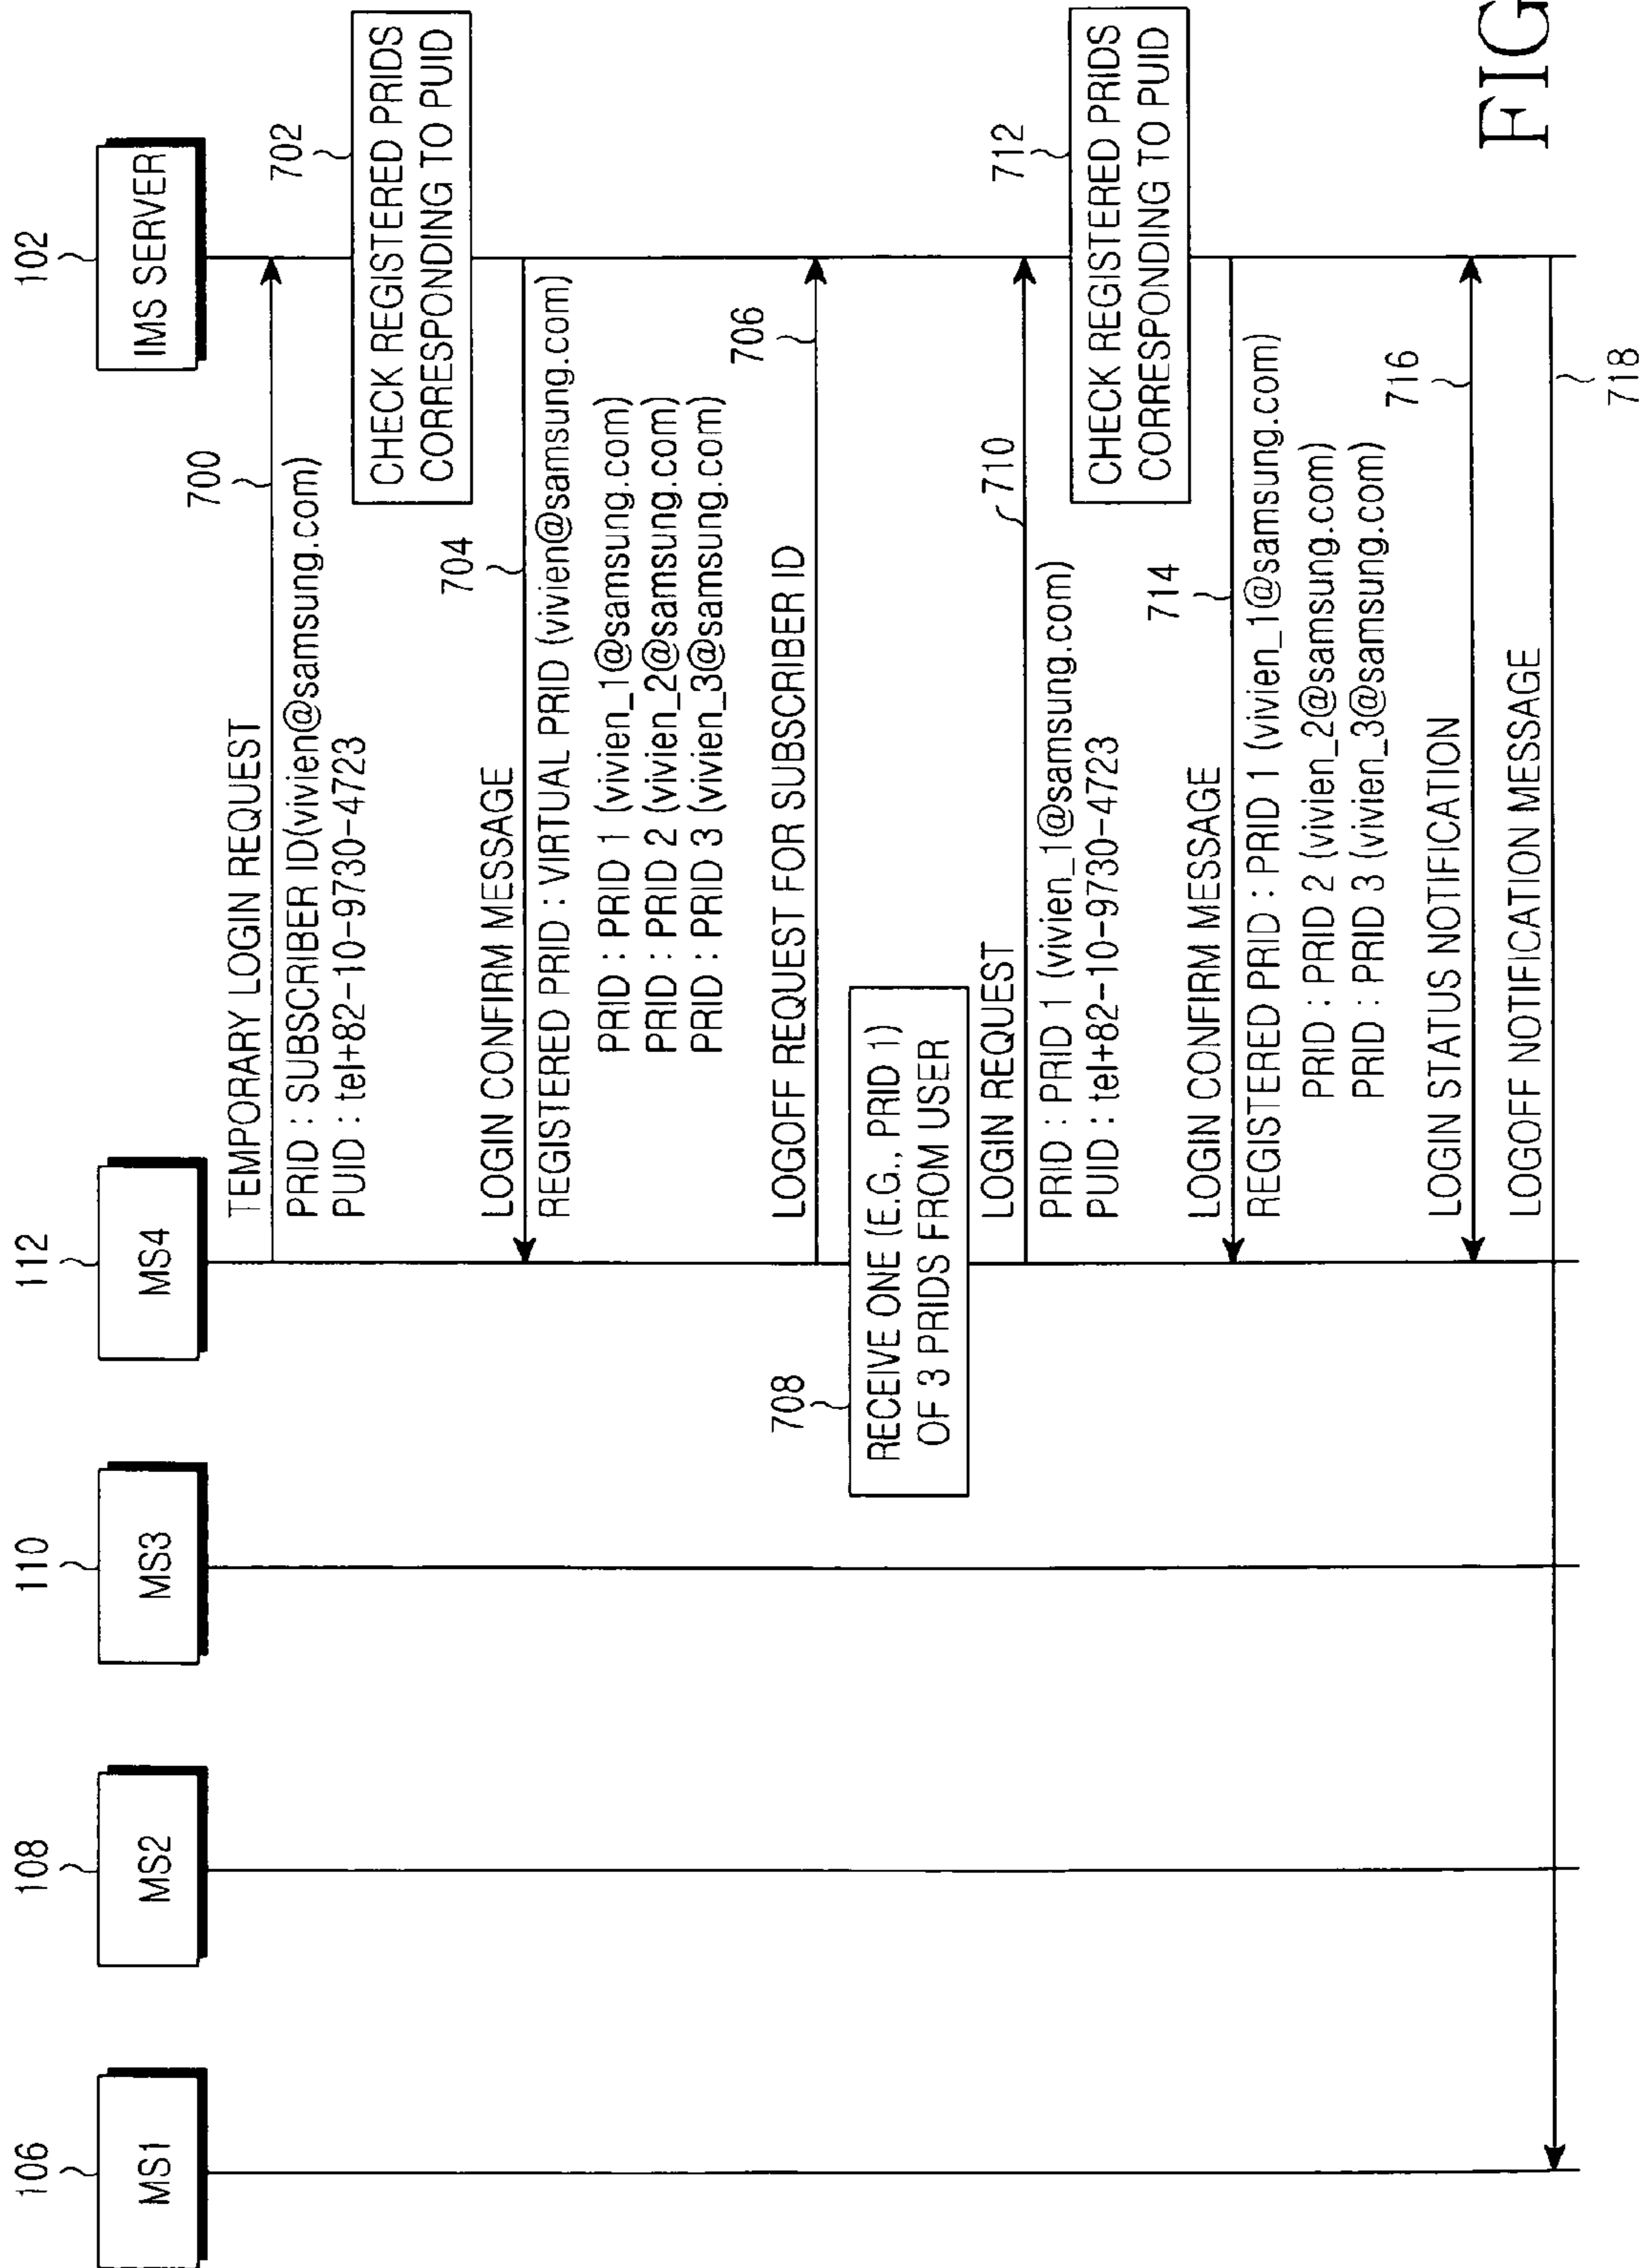 106
108
110
112
102
MS1
MS2
MS3
MS4
IMS SERVER
TEMPORARY LOGIN REQUEST
700
PRID : SUBSCRIBER ID(vivien@samsung.com)
PUID : tel+82-10-9730-4723
702
CHECK REGISTERED PRIDS
CORRESPONDING TO PUID
LOGIN CONFIRM MESSAGE
704
REGISTERED PRID : VIRTUAL PRID (vivien@samsung.com)
PRID : PRID 1 (vivien_1@samsung.com)
PRID : PRID 2 (vivien_2@samsung.com)
PRID : PRID 3 (vivien_3@samsung.com)
LOGOFF REQUEST FOR SUBSCRIBER ID
706
708
RECEIVE ONE (E.G., PRID 1)
OF 3 PRIDS FROM USER
LOGIN REQUEST
710
PRID : PRID 1 (vivien_1@samsung.com)
PUID : tel+82-10-9730-4723
712
CHECK REGISTERED PRIDS
CORRESPONDING TO PUID
LOGIN CONFIRM MESSAGE
714
REGISTERED PRID : PRID 1 (vivien_1@samsung.com)
PRID : PRID 2 (vivien_2@samsung.com)
PRID : PRID 3 (vivien_3@samsung.com)
LOGIN STATUS NOTIFICATION
716
LOGOFF NOTIFICATION MESSAGE
718
FIG